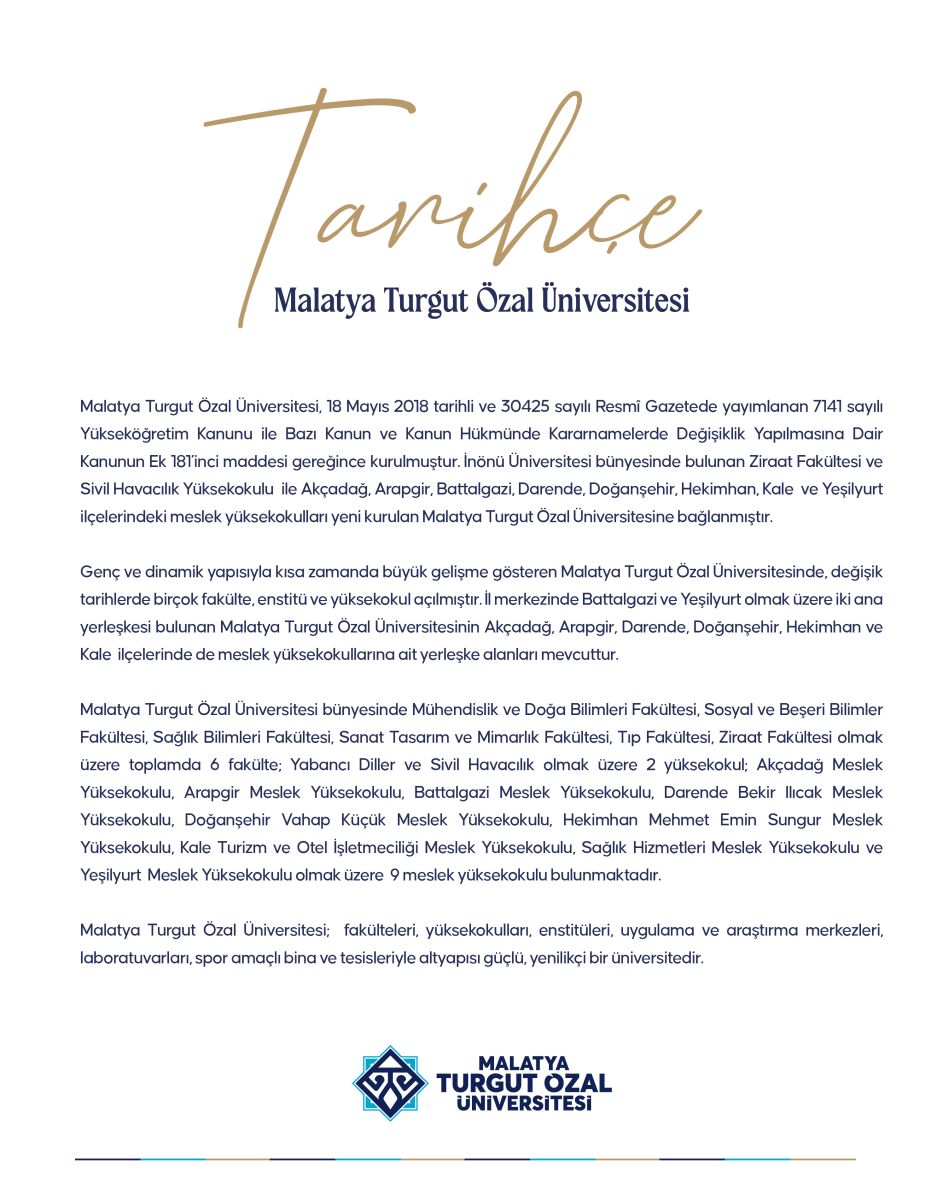 Tarihçe
Malatya Turgut Özal Üniversitesi
Malatya Turgut Özal Üniversitesi, 18 Mayıs 2018 tarihli ve 30425 sayılı Resmî Gazetede yayımlanan 7141 sayılı
Yükseköğretim Kanunu ile Bazı Kanun ve Kanun Hükmünde Kararnamelerde Değişiklik Yapılmasına Dair
Kanunun Ek 181’inci maddesi gereğince kurulmuştur. İnönü Üniversitesi bünyesinde bulunan Ziraat Fakültesi ve
Sivil Havacılık Yüksekokulu ile Akçadağ, Arapgir, Battalgazi, Darende, Doğanşehir, Hekimhan, Kale ve Yeşilyurt
ilçelerindeki meslek yüksekokulları yeni kurulan Malatya Turgut Özal Üniversitesine bağlanmıştır.
Genç ve dinamik yapısıyla kısa zamanda büyük gelişme gösteren Malatya Turgut Özal Üniversitesinde, değişik
tarihlerde birçok fakülte, enstitü ve yüksekokul açılmıştır. İl merkezinde Battalgazi ve Yeşilyurt olmak üzere iki ana
yerleşkesi bulunan Malatya Turgut Özal Üniversitesinin Akçadağ, Arapgir, Darende, Doğanşehir, Hekimhan ve
Kale ilçelerinde de meslek yüksekokullarına ait yerleşke alanları mevcuttur.
Malatya Turgut Özal Üniversitesi bünyesinde Mühendislik ve Doğa Bilimleri Fakültesi, Sosyal ve Beşeri Bilimler
Fakültesi, Sağlık Bilimleri Fakültesi, Sanat Tasarım ve Mimarlık Fakültesi, Tıp Fakültesi, Ziraat Fakültesi olmak
üzere toplamda 6 fakülte; Yabancı Diller ve Sivil Havacılık olmak üzere 2 yüksekokul; Akçadağ Meslek
Yüksekokulu, Arapgir Meslek Yüksekokulu, Battalgazi Meslek Yüksekokulu, Darende Bekir Ilıcak Meslek
Yüksekokulu, Doğanşehir Vahap Küçük Meslek Yüksekokulu, Hekimhan Mehmet Emin Sungur Meslek
Yüksekokulu, Kale Turizm ve Otel İşletmeciliği Meslek Yüksekokulu, Sağlık Hizmetleri Meslek Yüksekokulu ve
Yeşilyurt Meslek Yüksekokulu olmak üzere 9 meslek yüksekokulu bulunmaktadır.
Malatya Turgut Özal Üniversitesi; fakülteleri, yüksekokulları, enstitüleri, uygulama ve araştırma merkezleri,
laboratuvarları, spor amaçlı bina ve tesisleriyle altyapısı güçlü, yenilikçi bir üniversitedir.
MALATYA
TURGUT ÖZAL
ÜNİVERSİTESİ